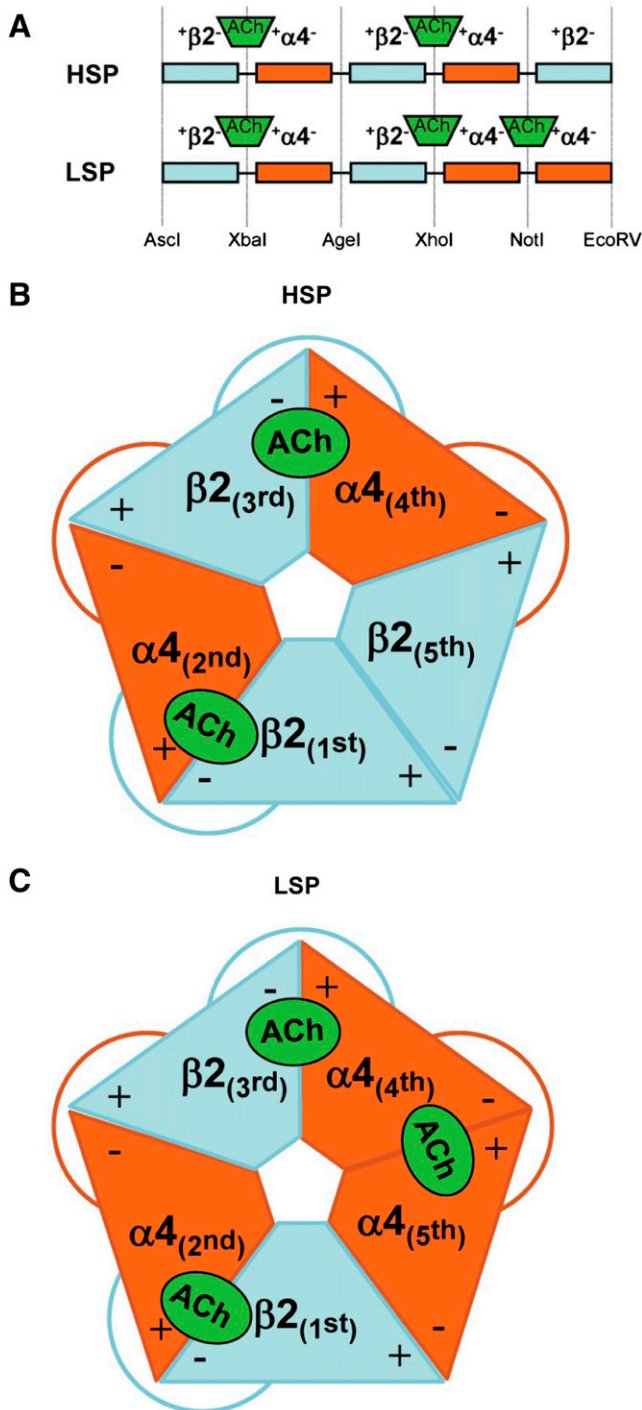 A
ACh ACh
⁺β2⁻ ⁺α4⁻ ⁺β2⁻ ⁺α4⁻ ⁺β2⁻
HSP
ACh ACh ACh
⁺β2⁻ ⁺α4⁻ ⁺β2⁻ ⁺α4⁻ ⁺α4⁻
LSP
AscI XbaI AgeI XhoI NotI EcoRV
B
HSP
- +
ACh
β2(3rd) α4(4th)
+ -
- +
α4(2nd) β2(5th)
ACh β2(1st)
+ - + -
C
LSP
- +
ACh
β2(3rd) α4(4th)
+ -
- ACh +
α4(2nd) α4(5th)
ACh β2(1st)
+ - + -